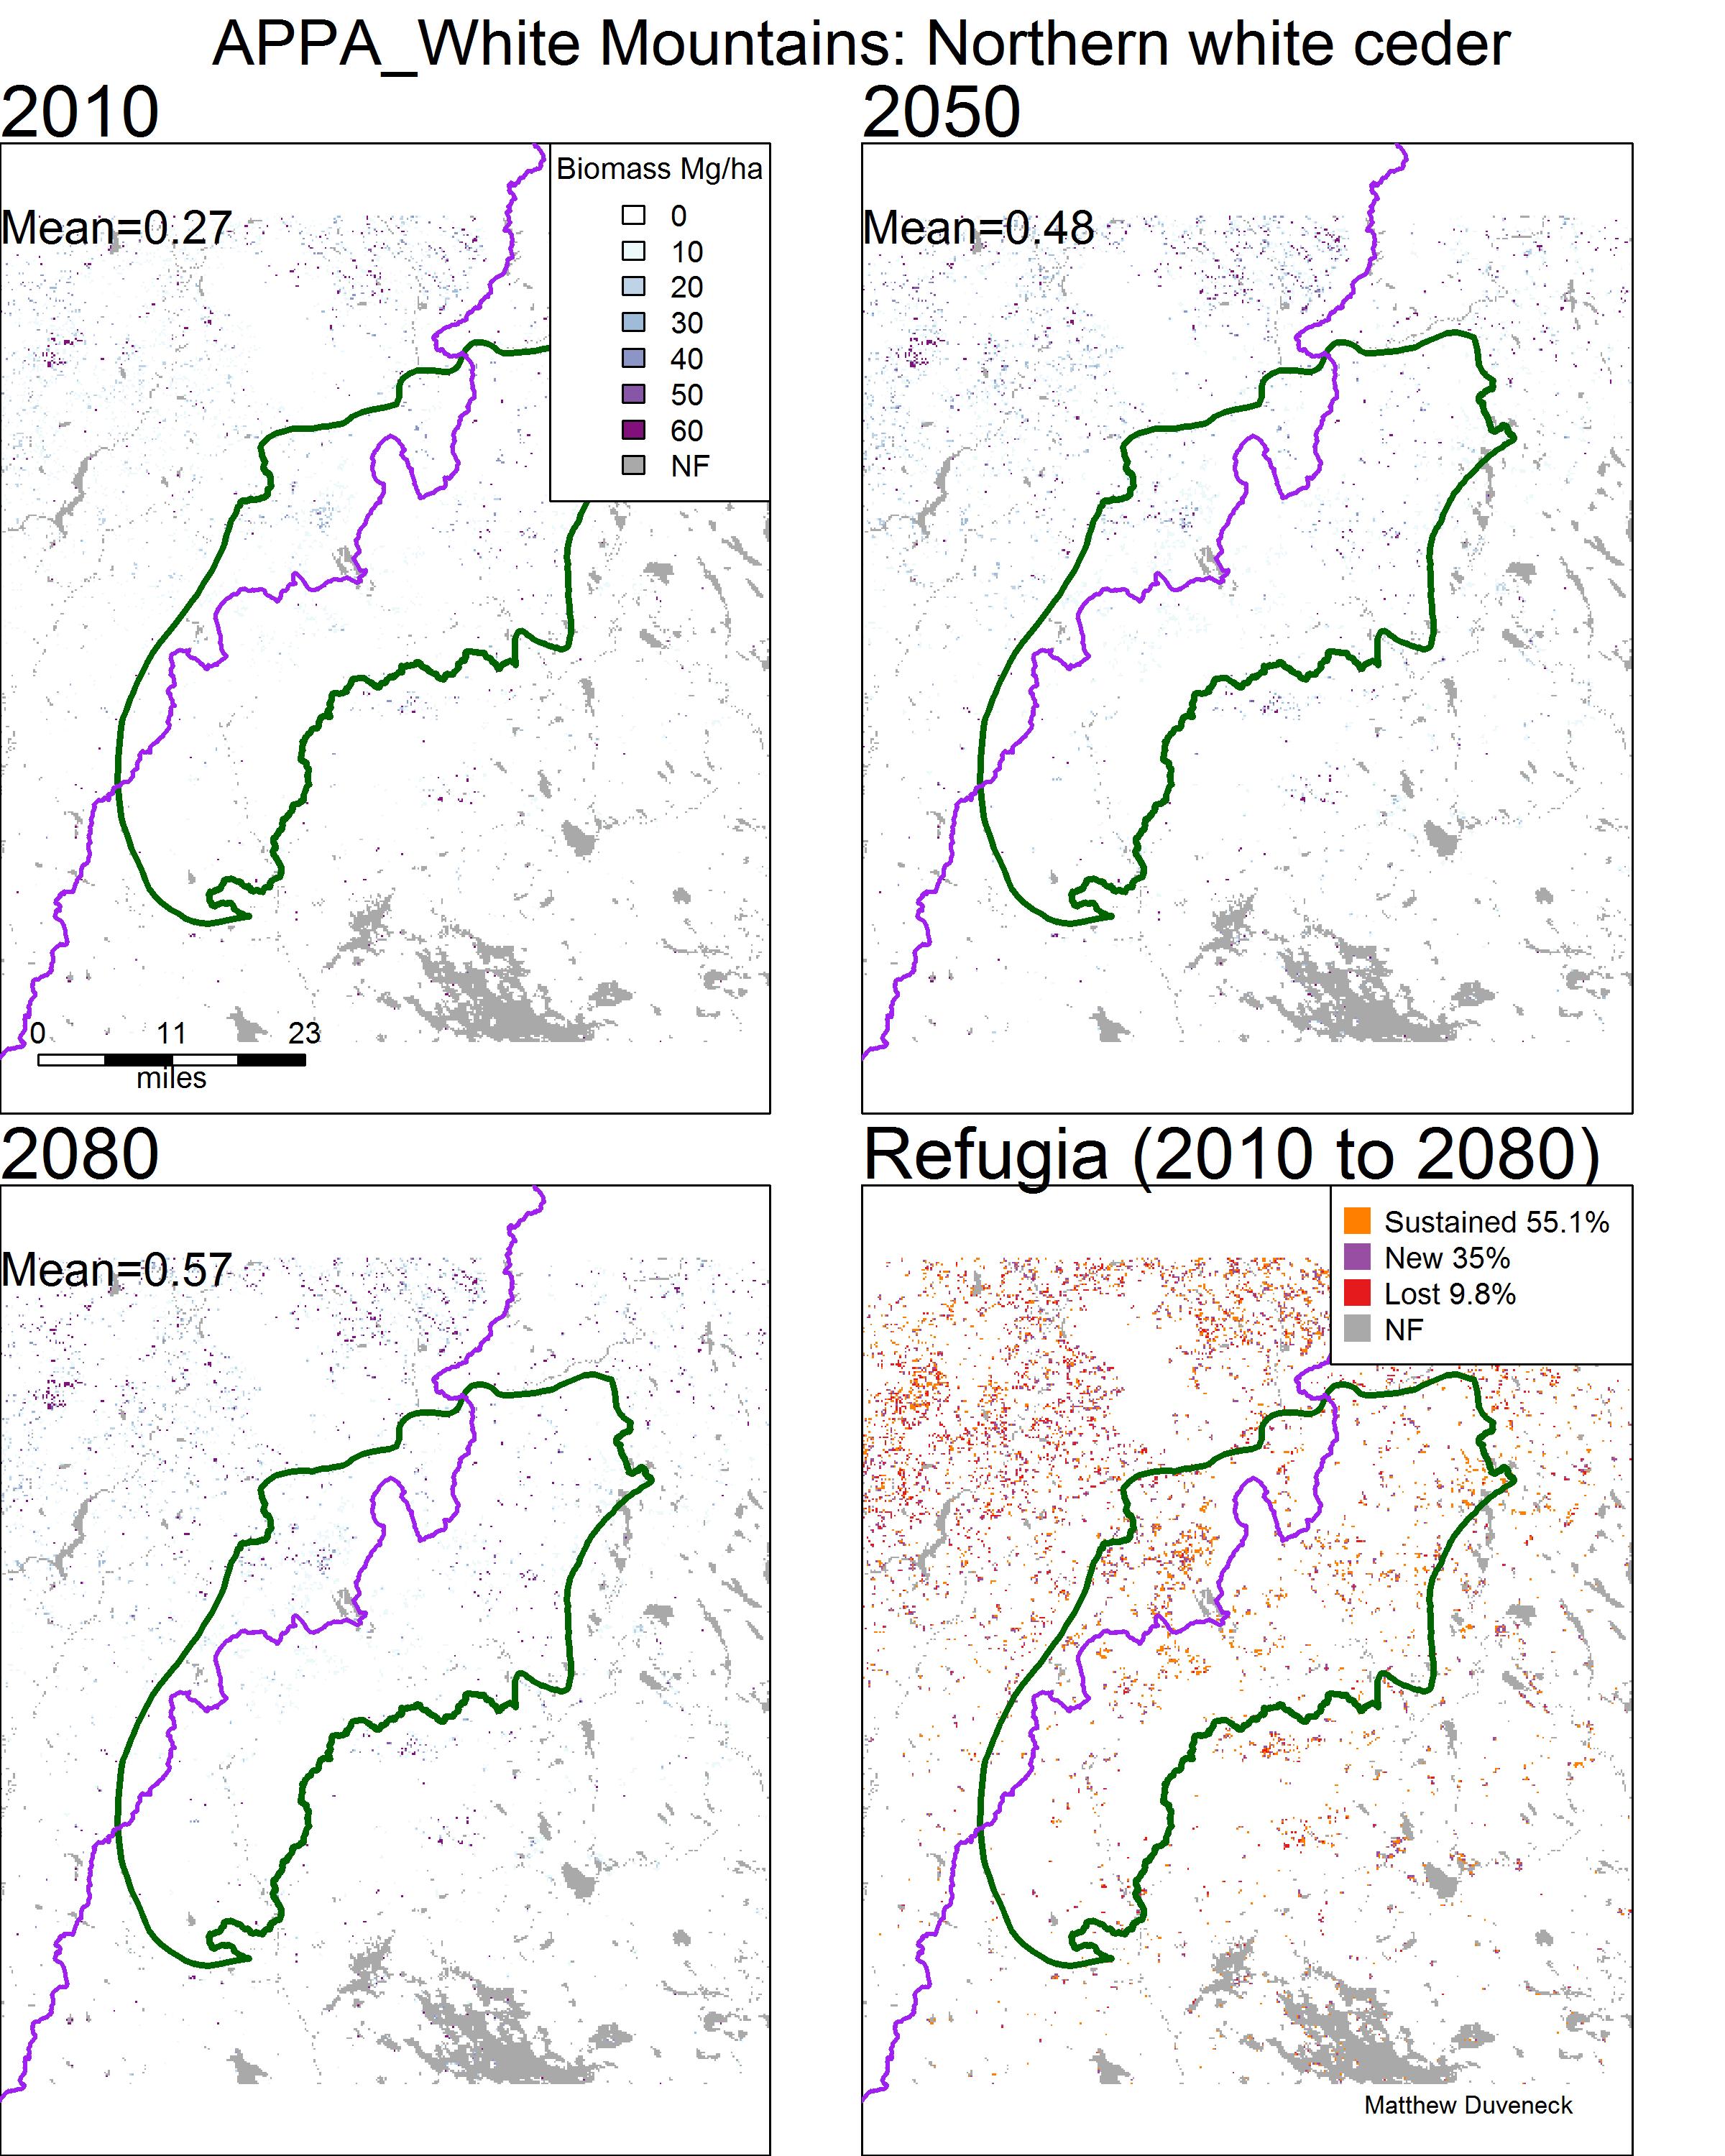 APPA_White Mountains: Northern white ceder
2010
Mean=0.27
Biomass Mg/ha
0
10
20
30
40
50
60
NF
0 11 23
miles
2050
Mean=0.48
2080
Mean=0.57
Refugia (2010 to 2080)
Sustained 55.1%
New 35%
Lost 9.8%
NF
Matthew Duveneck